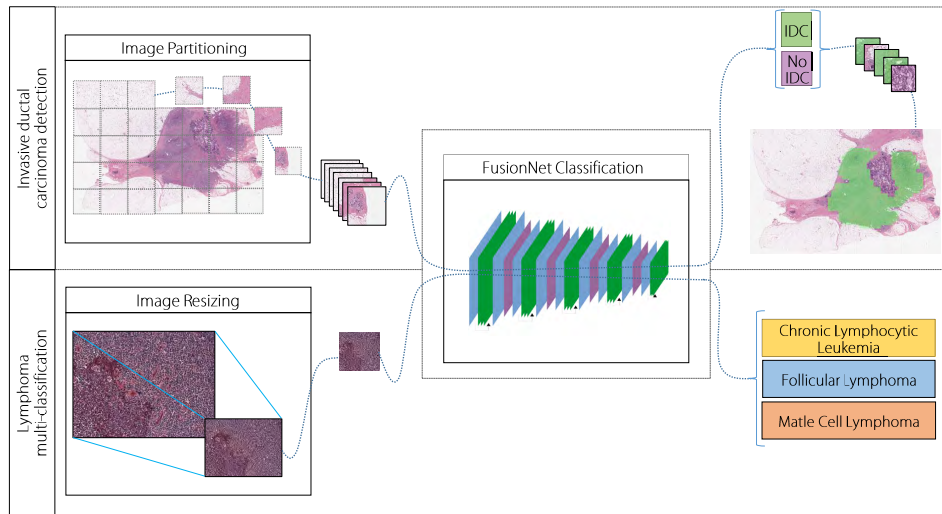 Invasive ductal
carcinoma detection
Image Partitioning
FusionNet Classification
IDC
No
IDC
Lymphoma
multi-classification
Image Resizing
Chronic Lymphocytic
Leukemia
Follicular Lymphoma
Matle Cell Lymphoma